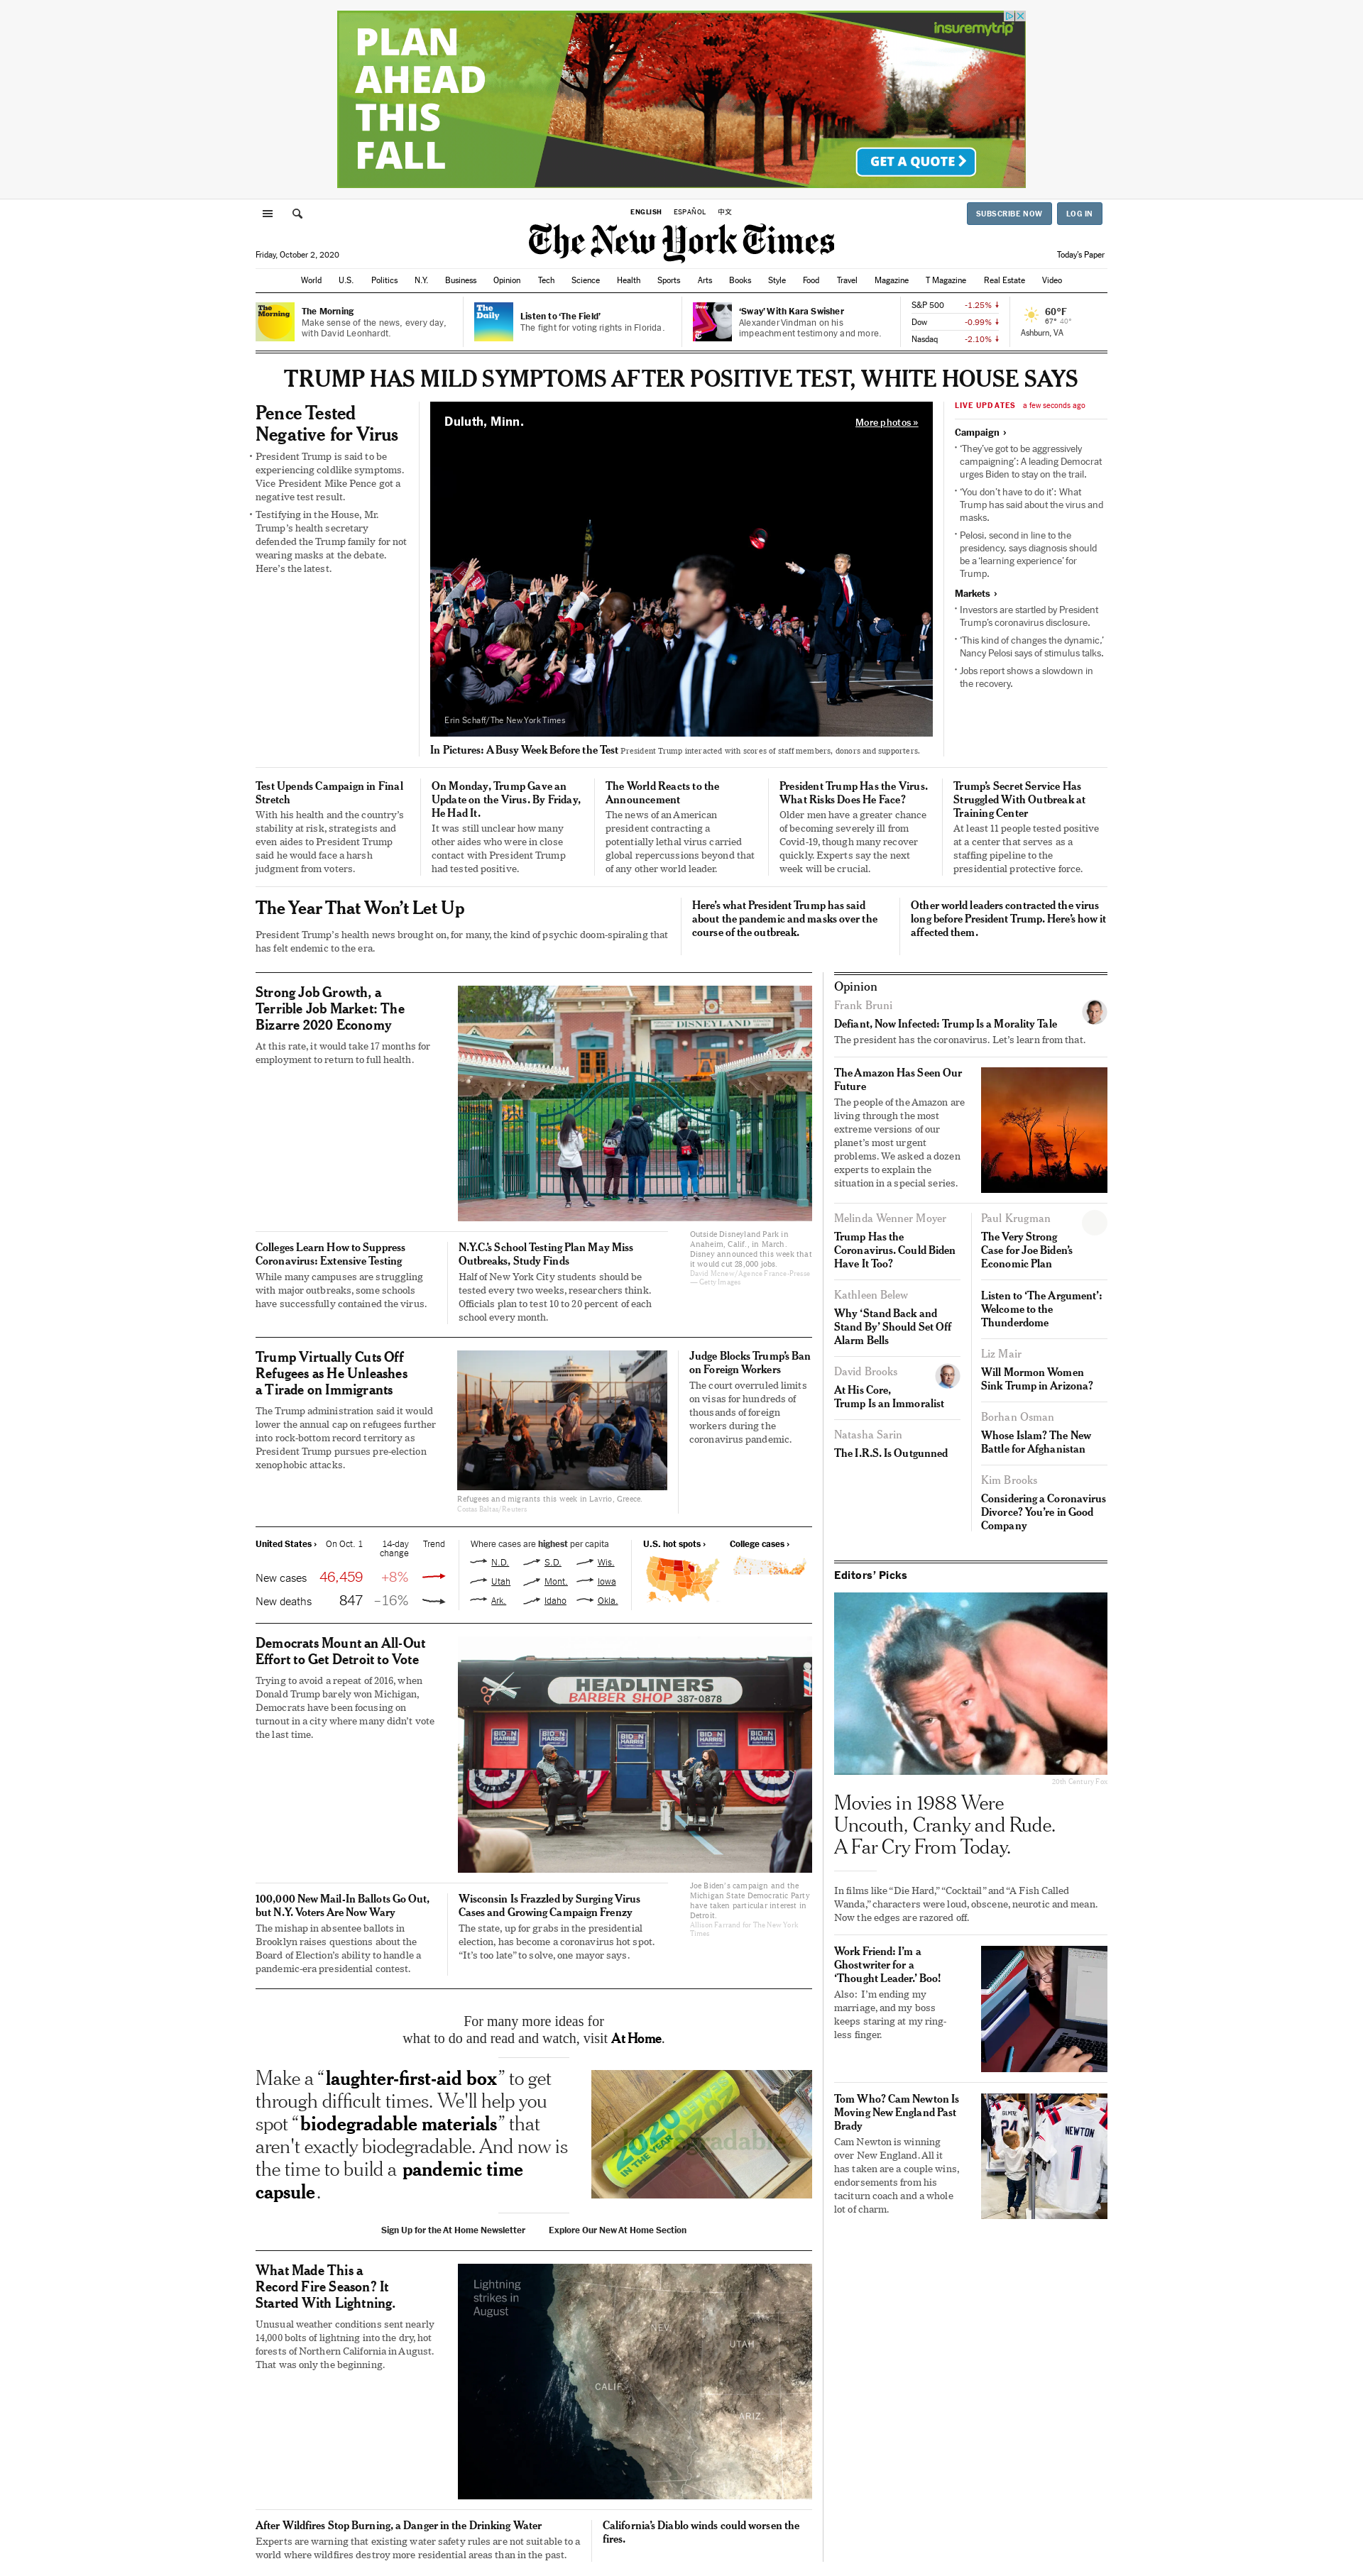 insuremytrip
PLAN
AHEAD
THIS
FALL
GET A QUOTE
ENGLISH ESPAÑOL 中文
SUBSCRIBE NOW LOG IN
The New York Times
Friday, October 2, 2020
Today's Paper
World U.S. Politics N.Y. Business Opinion Tech Science Health Sports Arts Books Style Food Travel Magazine T Magazine Real Estate Video
The Morning
The Morning
Make sense of the news, every day,
with David Leonhardt.
The Daily
Listen to ‘The Field’
The fight for voting rights in Florida.
Sway
‘Sway’ With Kara Swisher
Alexander Vindman on his
impeachment testimony and more.
S&P 500 -1.25% ↓
Dow -0.99% ↓
Nasdaq -2.10% ↓
60°F
67° 40°
Ashburn, VA
TRUMP HAS MILD SYMPTOMS AFTER POSITIVE TEST, WHITE HOUSE SAYS
Pence Tested
Negative for Virus
• President Trump is said to be
experiencing coldlike symptoms.
Vice President Mike Pence got a
negative test result.
• Testifying in the House, Mr.
Trump’s health secretary
defended the Trump family for not
wearing masks at the debate.
Here’s the latest.
Duluth, Minn.
More photos »
Erin Schaff/The New York Times
In Pictures: A Busy Week Before the Test President Trump interacted with scores of staff members, donors and supporters.
LIVE UPDATES a few seconds ago
Campaign ›
• ‘They’ve got to be aggressively
campaigning’: A leading Democrat
urges Biden to stay on the trail.
• ‘You don’t have to do it’: What
Trump has said about the virus and
masks.
• Pelosi, second in line to the
presidency, says diagnosis should
be a ‘learning experience’ for
Trump.
Markets ›
• Investors are startled by President
Trump’s coronavirus disclosure.
• ‘This kind of changes the dynamic,’
Nancy Pelosi says of stimulus talks.
• Jobs report shows a slowdown in
the recovery.
Test Upends Campaign in Final
Stretch
With his health and the country’s
stability at risk, strategists and
even aides to President Trump
said he would face a harsh
judgment from voters.
On Monday, Trump Gave an
Update on the Virus. By Friday,
He Had It.
It was still unclear how many
other aides who were in close
contact with President Trump
had tested positive.
The World Reacts to the
Announcement
The news of an American
president contracting a
potentially lethal virus carried
global repercussions beyond that
of any other world leader.
President Trump Has the Virus.
What Risks Does He Face?
Older men have a greater chance
of becoming severely ill from
Covid-19, though many recover
quickly. Experts say the next
week will be crucial.
Trump’s Secret Service Has
Struggled With Outbreak at
Training Center
At least 11 people tested positive
at a center that serves as a
staffing pipeline to the
presidential protective force.
The Year That Won’t Let Up
President Trump’s health news brought on, for many, the kind of psychic doom-spiraling that
has felt endemic to the era.
Here’s what President Trump has said
about the pandemic and masks over the
course of the outbreak.
Other world leaders contracted the virus
long before President Trump. Here’s how it
affected them.
Strong Job Growth, a
Terrible Job Market: The
Bizarre 2020 Economy
At this rate, it would take 17 months for
employment to return to full health.
DISNEYLAND
Outside Disneyland Park in
Anaheim, Calif., in March.
Disney announced this week that
it would cut 28,000 jobs.
David Mcnew/Agence France-Presse
— Getty Images
Colleges Learn How to Suppress
Coronavirus: Extensive Testing
While many campuses are struggling
with major outbreaks, some schools
have successfully contained the virus.
N.Y.C.’s School Testing Plan May Miss
Outbreaks, Study Finds
Half of New York City students should be
tested every two weeks, researchers think.
Officials plan to test 10 to 20 percent of each
school every month.
Trump Virtually Cuts Off
Refugees as He Unleashes
a Tirade on Immigrants
The Trump administration said it would
lower the annual cap on refugees further
into rock-bottom record territory as
President Trump pursues pre-election
xenophobic attacks.
Refugees and migrants this week in Lavrio, Greece.
Costas Baltas/Reuters
Judge Blocks Trump’s Ban
on Foreign Workers
The court overruled limits
on visas for hundreds of
thousands of foreign
workers during the
coronavirus pandemic.
United States › On Oct. 1 14-day
change Trend
New cases 46,459 +8%
New deaths 847 –16%
Where cases are highest per capita
N.D. S.D. Wis.
Utah Mont. Iowa
Ark. Idaho Okla.
U.S. hot spots › College cases ›
Democrats Mount an All-Out
Effort to Get Detroit to Vote
Trying to avoid a repeat of 2016, when
Donald Trump barely won Michigan,
Democrats have been focusing on
turnout in a city where many didn’t vote
the last time.
HEADLINERS
BARBER SHOP 387-0878
BIDEN HARRIS BIDEN HARRIS BIDEN HARRIS BIDEN HARRIS
Joe Biden’s campaign and the
Michigan State Democratic Party
have taken particular interest in
Detroit.
Allison Farrand for The New York
Times
100,000 New Mail-In Ballots Go Out,
but N.Y. Voters Are Now Wary
The mishap in absentee ballots in
Brooklyn raises questions about the
Board of Election’s ability to handle a
pandemic-era presidential contest.
Wisconsin Is Frazzled by Surging Virus
Cases and Growing Campaign Frenzy
The state, up for grabs in the presidential
election, has become a coronavirus hot spot.
“It’s too late” to solve, one mayor says.
For many more ideas for
what to do and read and watch, visit At Home.
Make a “laughter-first-aid box” to get
through difficult times. We'll help you
spot “biodegradable materials” that
aren't exactly biodegradable. And now is
the time to build a pandemic time
capsule.
2020
IN THE YEAR
Sign Up for the At Home Newsletter Explore Our New At Home Section
What Made This a
Record Fire Season? It
Started With Lightning.
Unusual weather conditions sent nearly
14,000 bolts of lightning into the dry, hot
forests of Northern California in August.
That was only the beginning.
Lightning
strikes in
August
NEV.
UTAH
CALIF.
ARIZ.
After Wildfires Stop Burning, a Danger in the Drinking Water
Experts are warning that existing water safety rules are not suitable to a
world where wildfires destroy more residential areas than in the past.
California’s Diablo winds could worsen the
fires.
Opinion
Frank Bruni
Defiant, Now Infected: Trump Is a Morality Tale
The president has the coronavirus. Let’s learn from that.
The Amazon Has Seen Our
Future
The people of the Amazon are
living through the most
extreme versions of our
planet’s most urgent
problems. We asked a dozen
experts to explain the
situation in a special series.
Melinda Wenner Moyer
Trump Has the
Coronavirus. Could Biden
Have It Too?
Kathleen Belew
Why ‘Stand Back and
Stand By’ Should Set Off
Alarm Bells
David Brooks
At His Core,
Trump Is an Immoralist
Natasha Sarin
The I.R.S. Is Outgunned
Paul Krugman
The Very Strong
Case for Joe Biden’s
Economic Plan
Listen to ‘The Argument’:
Welcome to the
Thunderdome
Liz Mair
Will Mormon Women
Sink Trump in Arizona?
Borhan Osman
Whose Islam? The New
Battle for Afghanistan
Kim Brooks
Considering a Coronavirus
Divorce? You’re in Good
Company
Editors’ Picks
20th Century Fox
Movies in 1988 Were
Uncouth, Cranky and Rude.
A Far Cry From Today.
In films like “Die Hard,” “Cocktail” and “A Fish Called
Wanda,” characters were loud, obscene, neurotic and mean.
Now the edges are razored off.
Work Friend: I’m a
Ghostwriter for a
‘Thought Leader.’ Boo!
Also: I’m ending my
marriage, and my boss
keeps staring at my ring-
less finger.
Tom Who? Cam Newton Is
Moving New England Past
Brady
Cam Newton is winning
over New England. All it
has taken are a couple wins,
endorsements from his
taciturn coach and a whole
lot of charm.
NEWTON
1